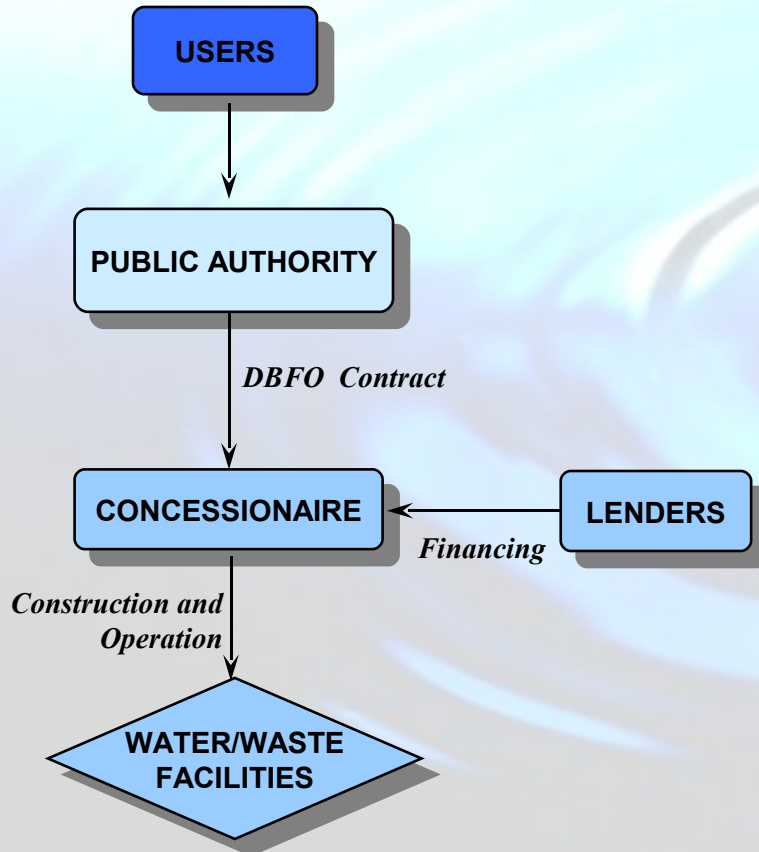 USERS
PUBLIC AUTHORITY
DBFO Contract
CONCESSIONAIRE
LENDERS
Financing
Construction and
Operation
WATER/WASTE
FACILITIES